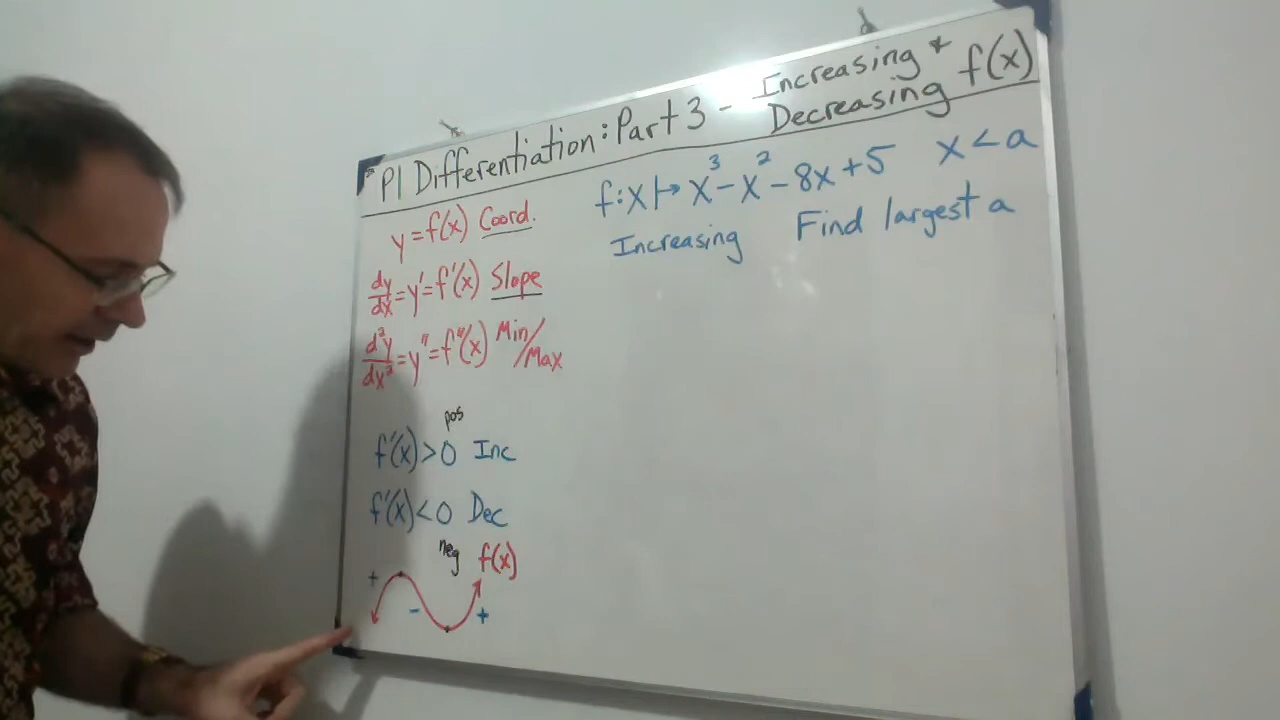 P1 Differentiation: Part 3 - Increasing &
Decreasing f(x)
y = f(x) Coord.
dy/dx = y' = f'(x) Slope
d²y/dx² = y" = f"(x) Min/Max
pos
f'(x) > 0 Inc
f'(x) < 0 Dec
neg f(x)
+ - +
f: x ↦ x³ - x² - 8x + 5 x < a
Increasing Find largest a